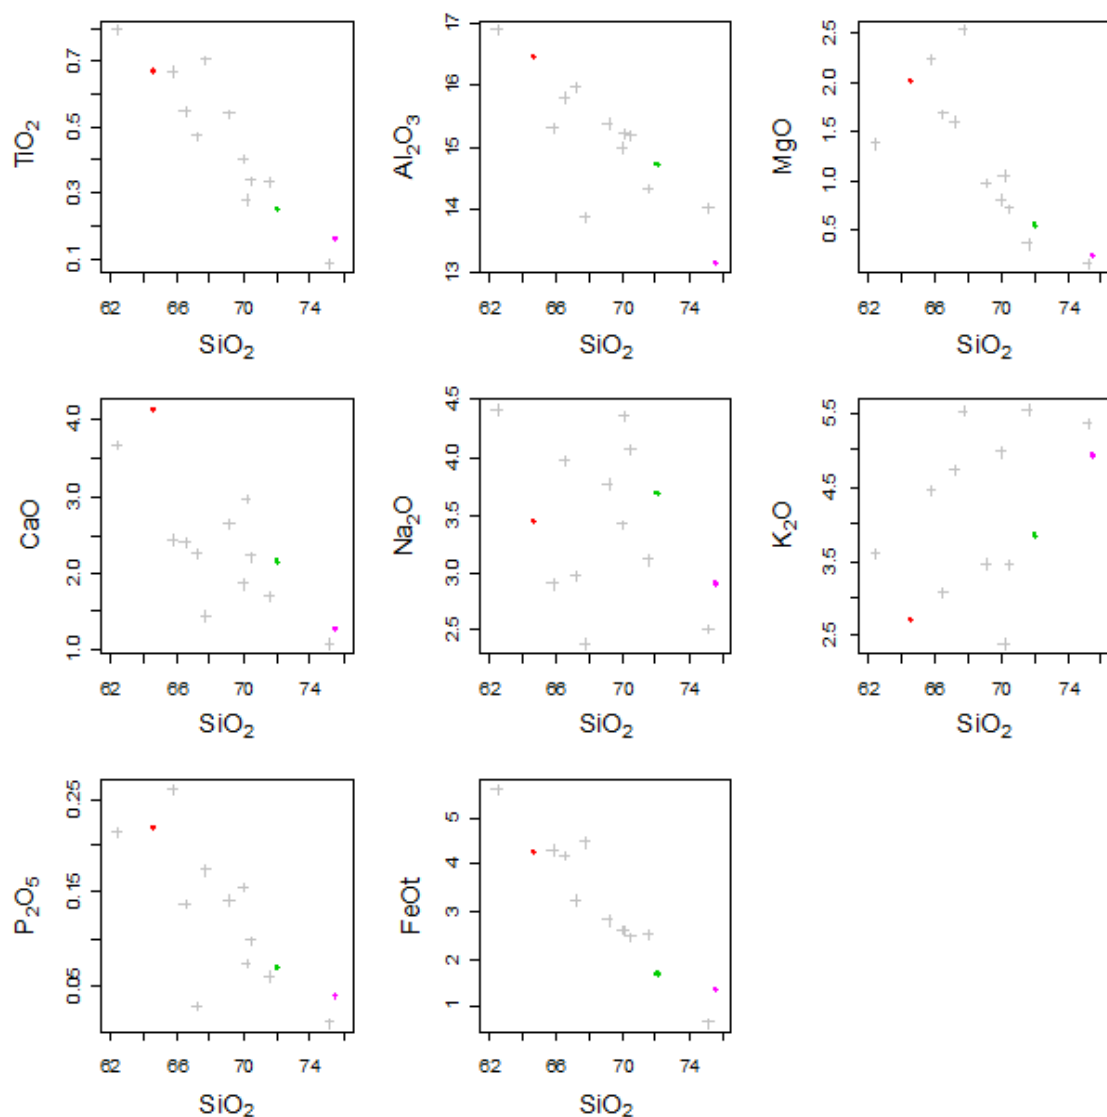 TiO₂
0.1 0.3 0.5 0.7
62 66 70 74
SiO₂
Al₂O₃
13 14 15 16 17
62 66 70 74
SiO₂
MgO
0.5 1.0 1.5 2.0 2.5
62 66 70 74
SiO₂
CaO
1.0 2.0 3.0 4.0
62 66 70 74
SiO₂
Na₂O
2.5 3.0 3.5 4.0 4.5
62 66 70 74
SiO₂
K₂O
2.5 3.5 4.5 5.5
62 66 70 74
SiO₂
P₂O₅
0.05 0.15 0.25
62 66 70 74
SiO₂
FeOt
1 2 3 4 5
62 66 70 74
SiO₂